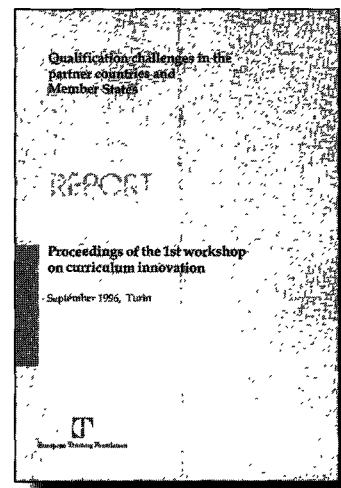 Qualification challenges in the
partner countries and
Member States
REPORT
Proceedings of the 1st workshop
on curriculum innovation
September 1996, Turin
European Training Foundation